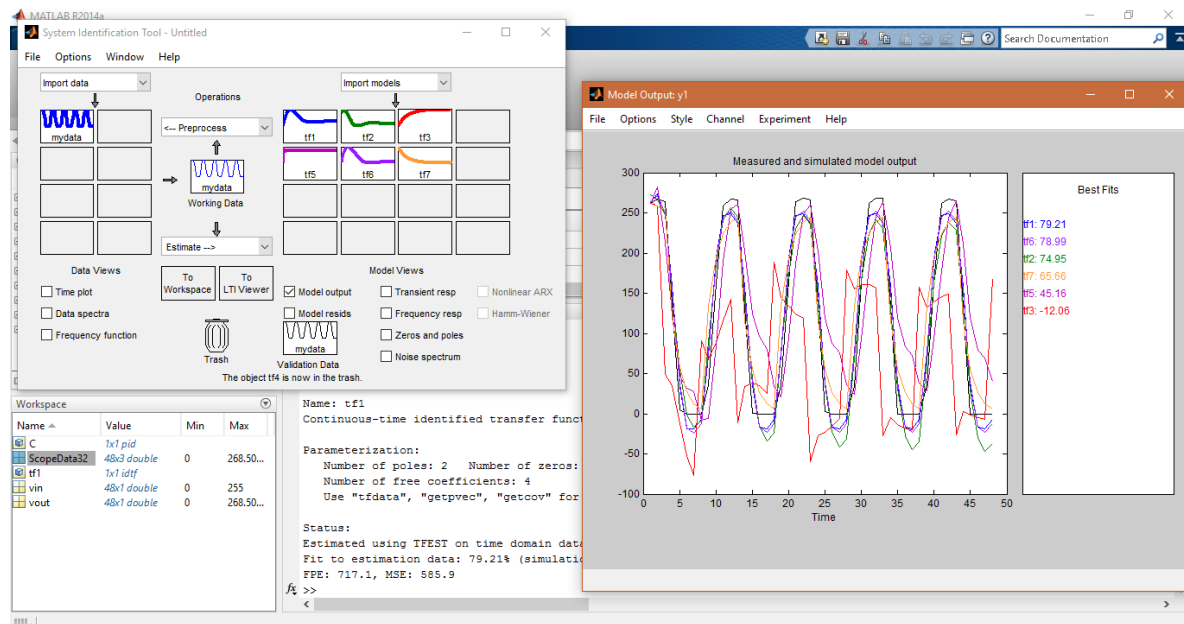 MATLAB R2014a
Search Documentation
System Identification Tool - Untitled
File Options Window Help
Import data
Import models
Operations
<-- Preprocess
mydata
tf1 tf2 tf3
tf5 tf6 tf7
mydata
Working Data
Estimate -->
Data Views
To Workspace
To LTI Viewer
Model Views
Time plot
Data spectra
Frequency function
Model output
Model resids
Transient resp
Frequency resp
Zeros and poles
Noise spectrum
Nonlinear ARX
Hamm-Wiener
Trash
mydata
Validation Data
The object tf4 is now in the trash.
Model Output: y1
File Options Style Channel Experiment Help
Measured and simulated model output
300
250
200
150
100
50
0
-50
-100
0 5 10 15 20 25 30 35 40 45 50
Time
Best Fits
tf1: 79.21
tf6: 78.99
tf2: 74.95
tf7: 65.66
tf5: 45.16
tf3: -12.06
Workspace
Name Value Min Max
C 1x1 pid
ScopeData32 48x3 double 0 268.50...
tf1 1x1 idtf
vin 48x1 double 0 255
vout 48x1 double 0 268.50...
Name: tf1
Continuous-time identified transfer funct
Parameterization:
Number of poles: 2 Number of zeros:
Number of free coefficients: 4
Use "tfdata", "getpvec", "getcov" for
Status:
Estimated using TFEST on time domain data
Fit to estimation data: 79.21% (simulatio
FPE: 717.1, MSE: 585.9
fx >>